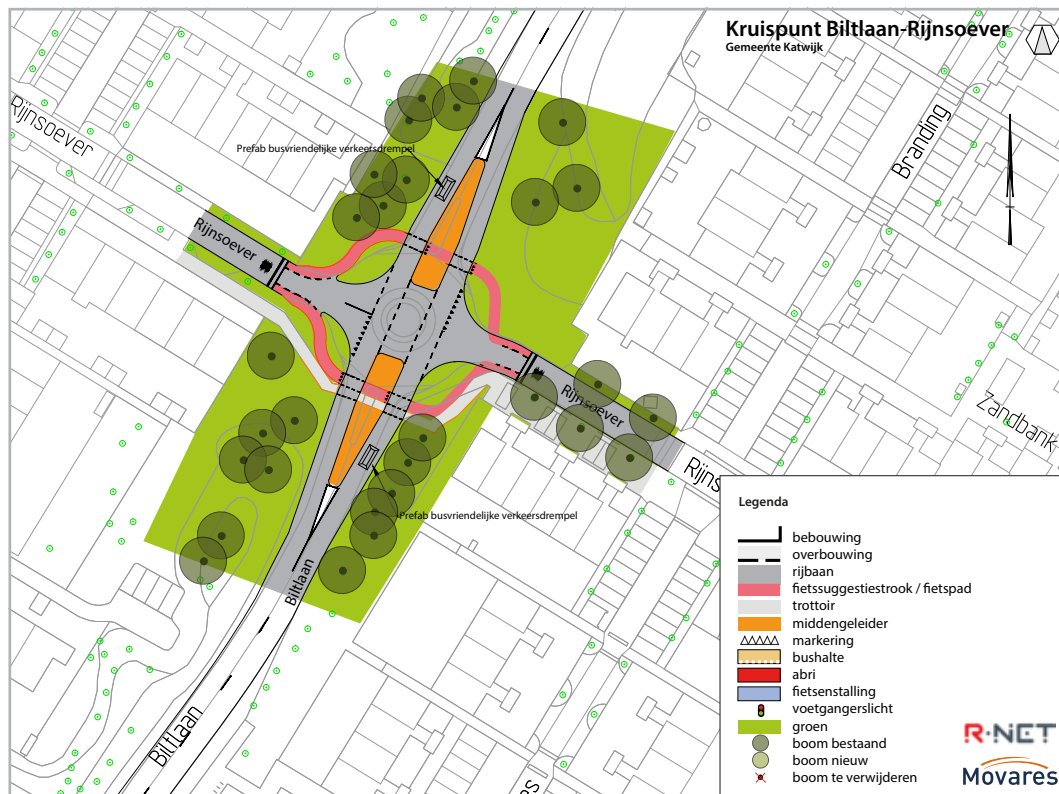 Kruispunt Biltlaan-Rijnsoever
Gemeente Katwijk
Rijnsoever
Branding
Prefab busvriendelijke verkeersdrempel
Rijnsoever
Rijnsoever
Zandbank
Rijns
Prefab busvriendelijke verkeersdrempel
Biltlaan
Biltlaan
es
Legenda
bebouwing
overbouwing
rijbaan
fietssuggestiestrook / fietspad
trottoir
middengeleider
markering
bushalte
abri
fietsenstalling
voetgangerslicht
groen
boom bestaand
boom nieuw
boom te verwijderen
R-NET
Movares